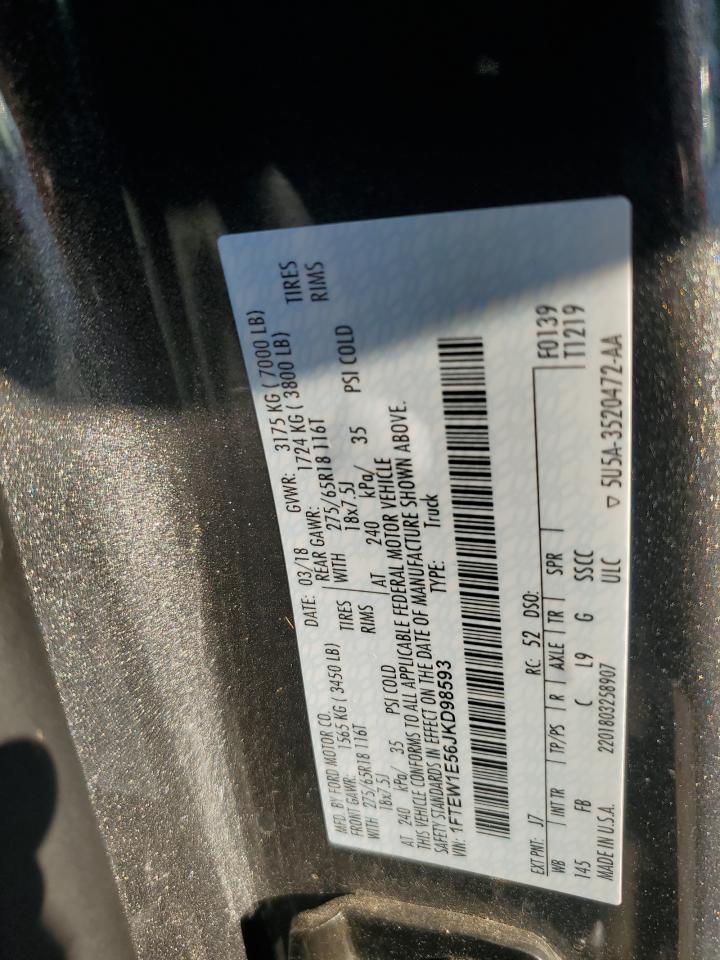 MFD. BY FORD MOTOR CO. DATE: 03/18 GVWR: 3175 KG ( 7000 LB)
FRONT GAWR: 1565 KG ( 3450 LB) REAR GAWR: 1724 KG ( 3800 LB)
WITH 275/65R18 116T TIRES WITH 275/65R18 116T TIRES
18x7.5J RIMS 18x7.5J RIMS
AT 240 kPa/ 35 PSI COLD AT 240 kPa/ 35 PSI COLD
THIS VEHICLE CONFORMS TO ALL APPLICABLE FEDERAL MOTOR VEHICLE
SAFETY STANDARDS IN EFFECT ON THE DATE OF MANUFACTURE SHOWN ABOVE.
VIN: 1FTEW1E56JKD98593 TYPE: Truck
EXT PNT: J7 RC: 52 DSO: F0139
WB INT TR TP/PS R AXLE TR SPR T1219
145 FB C L9 G SSCC
MADE IN U.S.A. 2201803258907 ULC ▽ 5U5A-3520472-AA